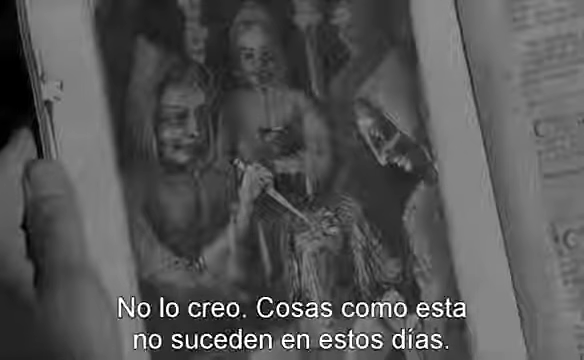 No lo creo. Cosas como esta
no suceden en estos días.